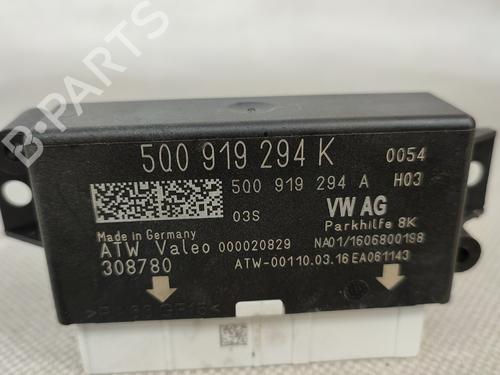 5Q0 919 294 K 0054
5Q0 919 294 A H03
03S VW AG
Parkhilfe 8K
Made in Germany
ATW Valeo 000020829 NA01/1606800198
308780 ATW-00110.03.16 EA061143
B-PARTS